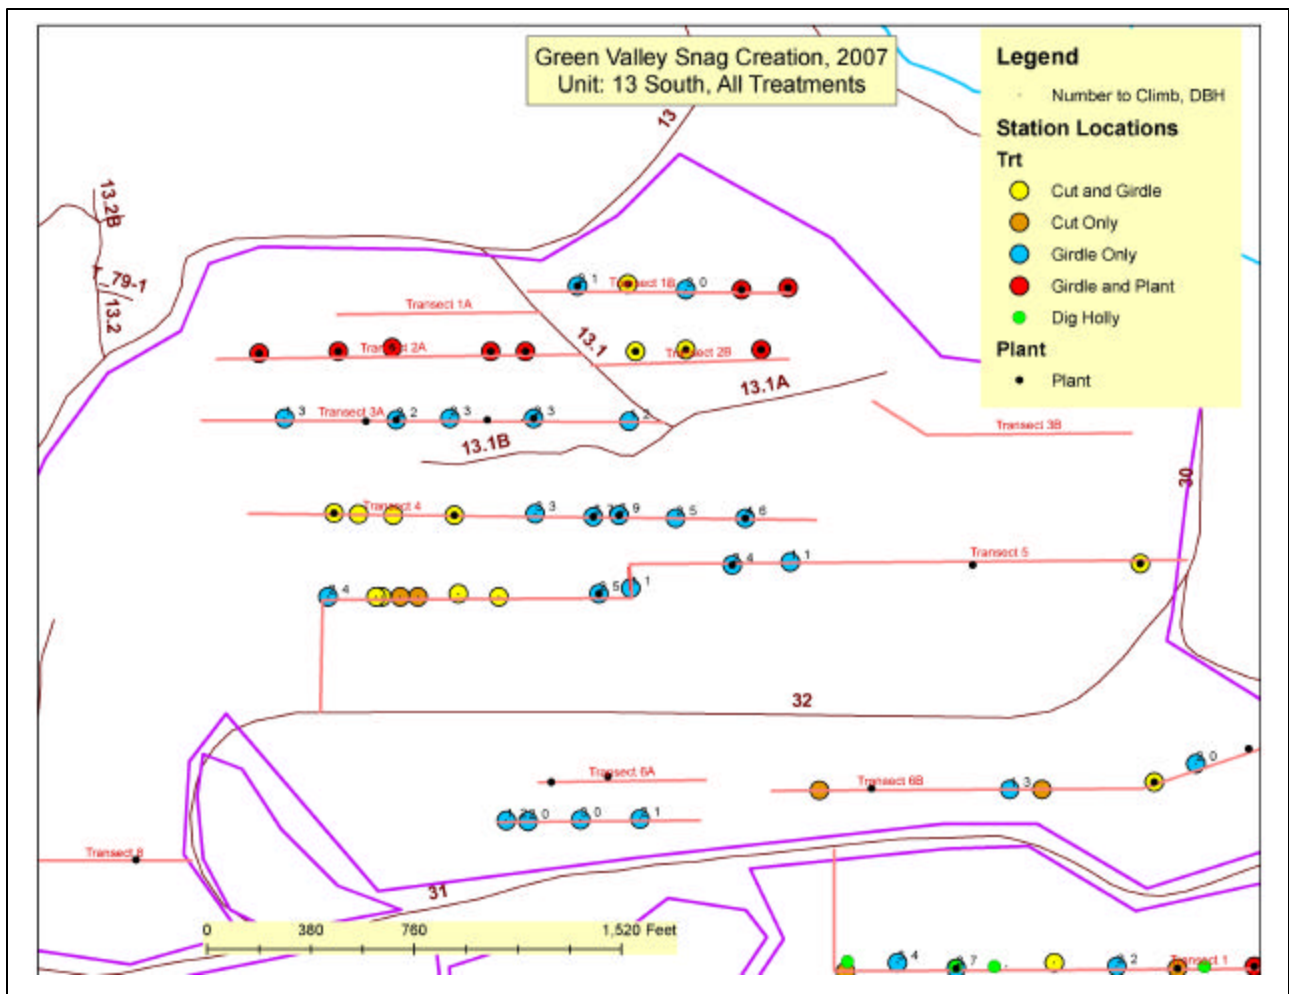 Green Valley Snag Creation, 2007
Unit: 13 South, All Treatments
Legend
Number to Climb, DBH
Station Locations
Trt
Cut and Girdle
Cut Only
Girdle Only
Girdle and Plant
Dig Holly
Plant
Plant
13
13.2B
79-1
13.2
Transect 1B
Transect 1A
13.1
Transect 2A
Transect 2B
13.1A
Transect 3A
13.1B
Transect 3B
30
Transect 4
Transect 5
32
Transect 6A
Transect 6B
Transect 8
31
0 380 760 1,520 Feet
Transect 1